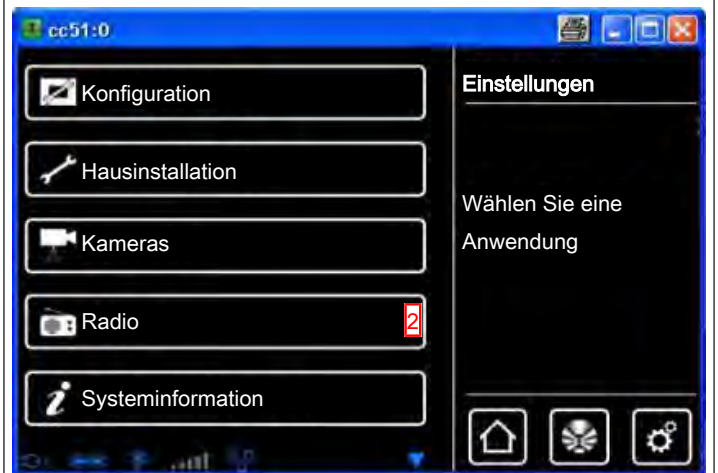 cc51:0
Konfiguration
Hausinstallation
Kameras
Radio 2
Systeminformation
Einstellungen
Wählen Sie eine
Anwendung